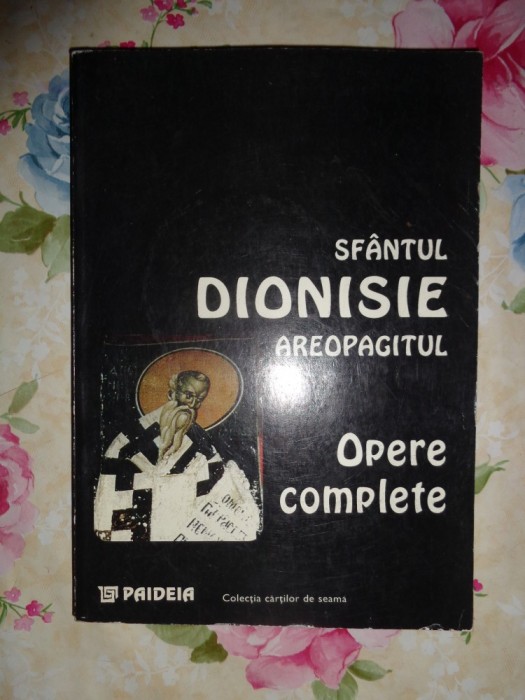 SFÂNTUL
DIONISIE
AREOPAGITUL
Opere
complete
PAIDEIA
Colecția cărților de seamă